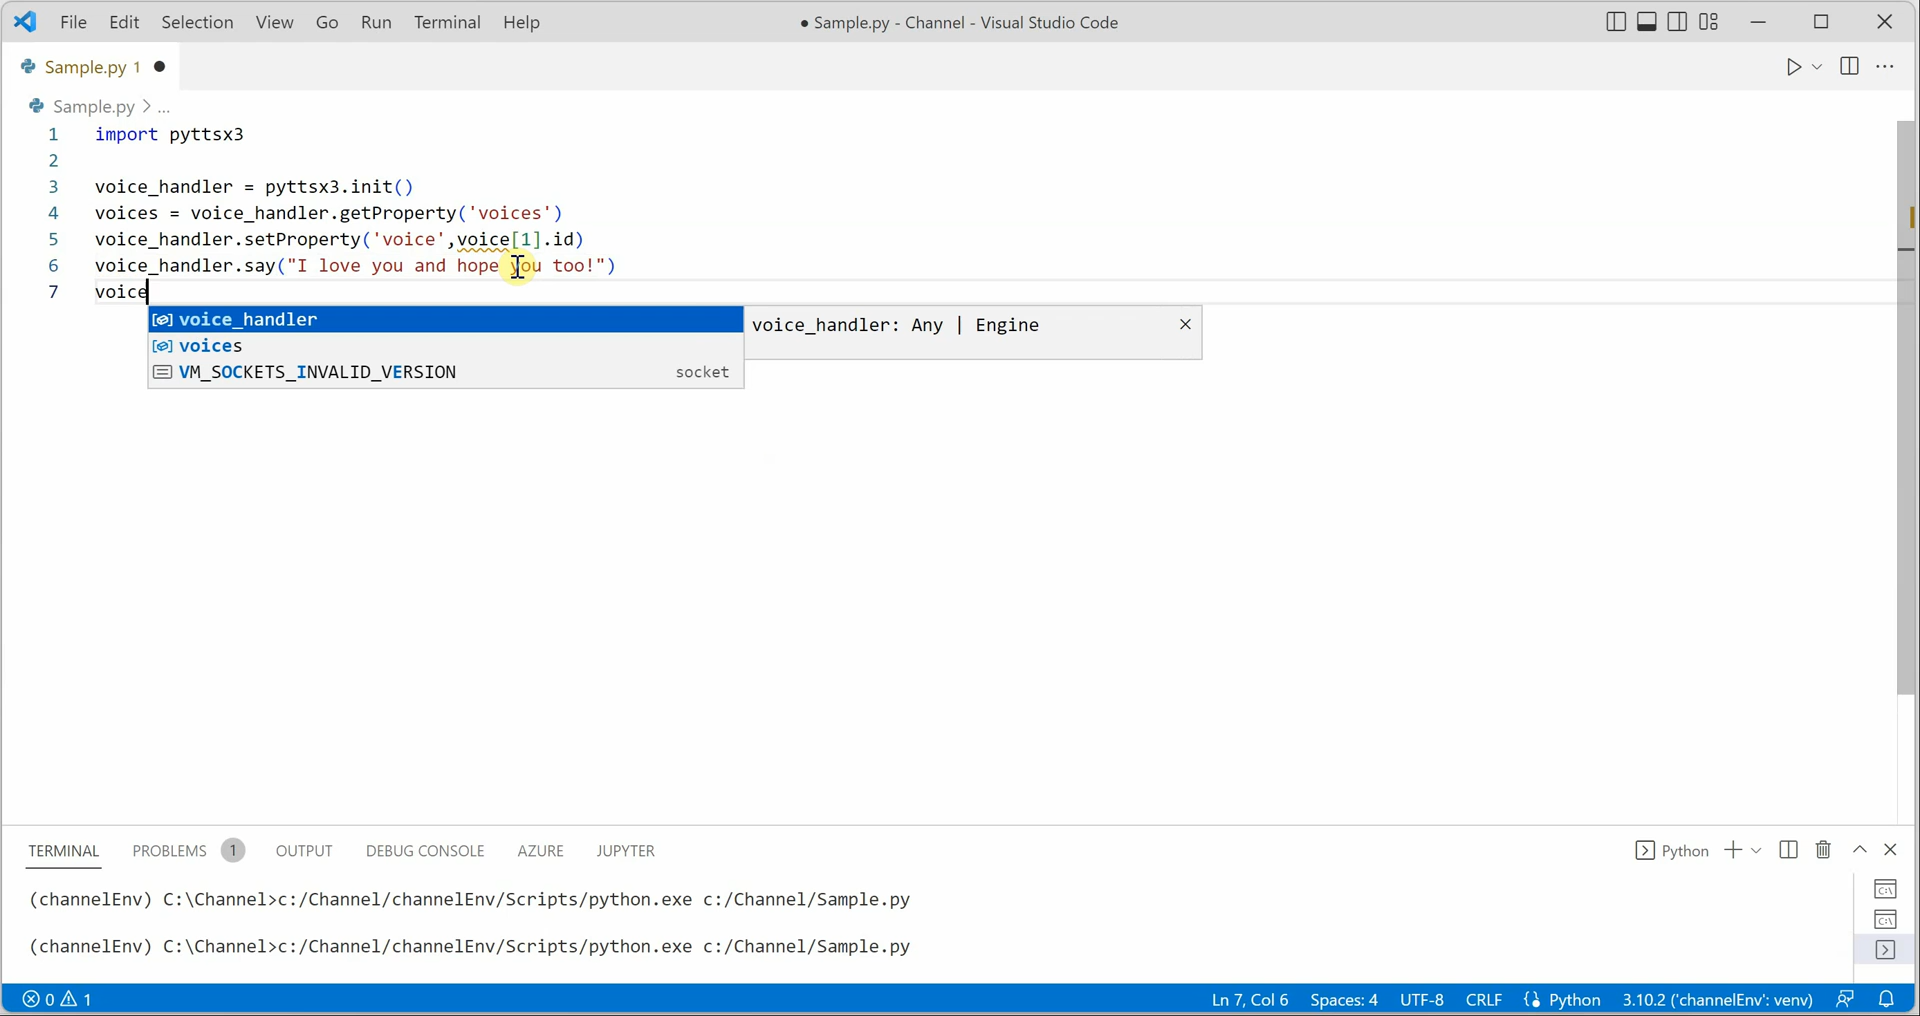 File Edit Selection View Go Run Terminal Help ● Sample.py - Channel - Visual Studio Code
Sample.py 1 ●
Sample.py > ...
1 import pyttsx3
2
3 voice_handler = pyttsx3.init()
4 voices = voice_handler.getProperty('voices')
5 voice_handler.setProperty('voice',voice[1].id)
6 voice_handler.say("I love you and hope you too!")
7 voice
voice_handler voice_handler: Any | Engine
voices
VM_SOCKETS_INVALID_VERSION socket
TERMINAL PROBLEMS 1 OUTPUT DEBUG CONSOLE AZURE JUPYTER Python
(channelEnv) C:\Channel>c:/Channel/channelEnv/Scripts/python.exe c:/Channel/Sample.py
(channelEnv) C:\Channel>c:/Channel/channelEnv/Scripts/python.exe c:/Channel/Sample.py
0 1 Ln 7, Col 6 Spaces: 4 UTF-8 CRLF Python 3.10.2 ('channelEnv': venv)